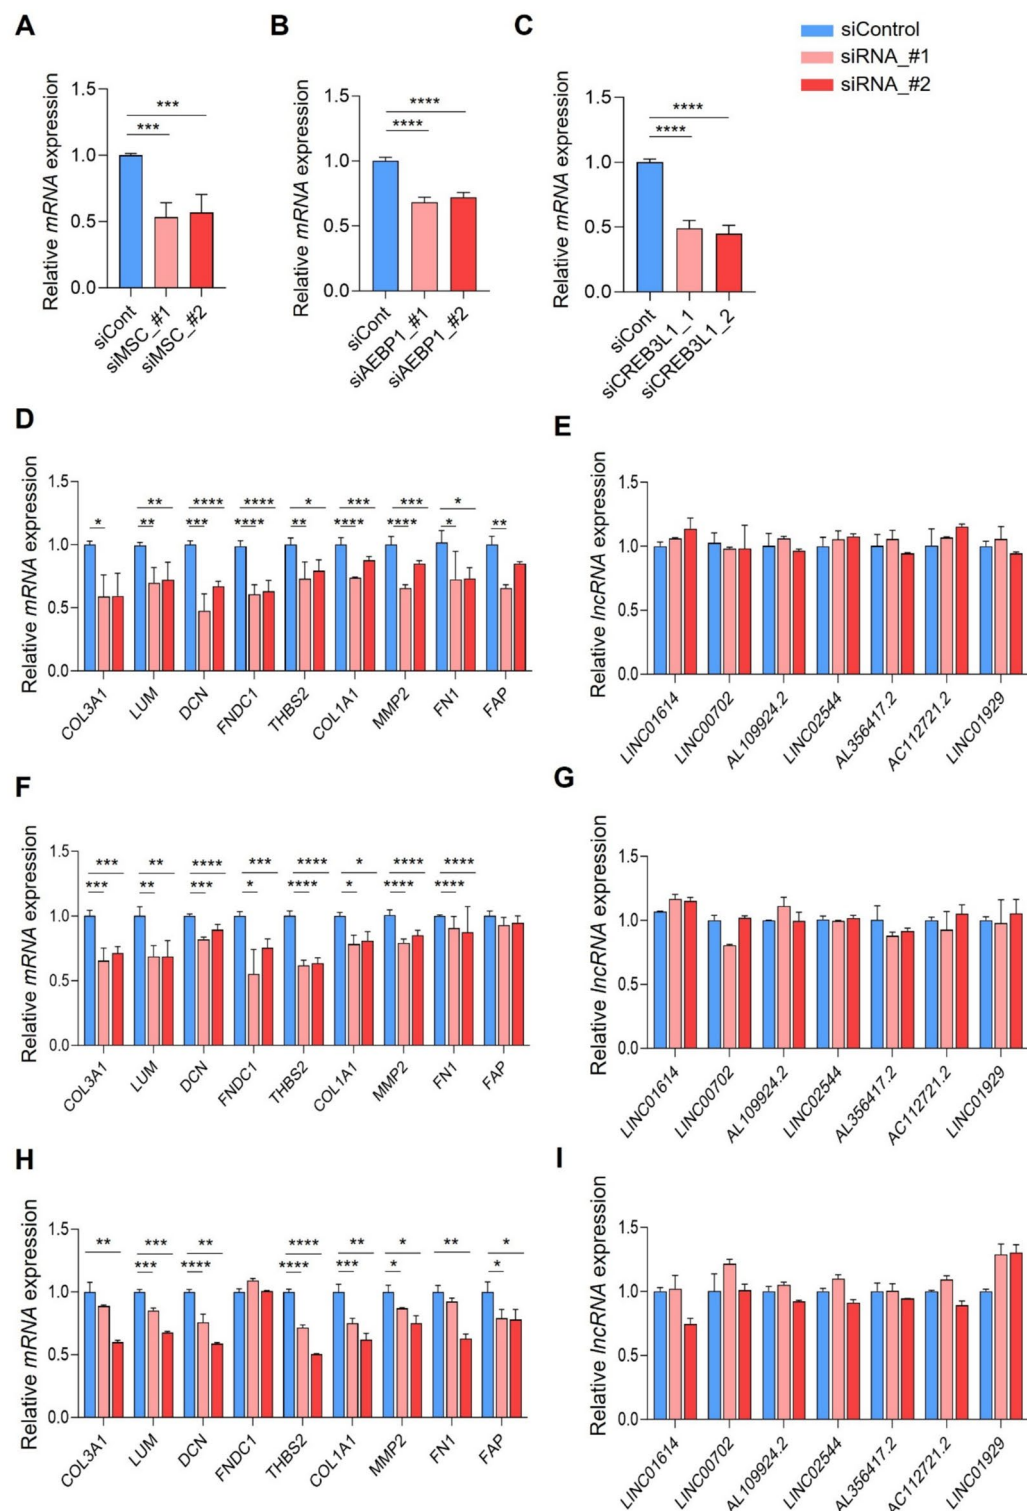 A
B
C
siControl
siRNA_#1
siRNA_#2
Relative mRNA expression
1.5
1.0
0.5
0.0
***
***
siCont
siMSC_#1
siMSC_#2
Relative mRNA expression
1.5
1.0
0.5
0.0
****
****
siCont
siAEBP1_#1
siAEBP1_#2
Relative mRNA expression
1.5
1.0
0.5
0.0
****
****
siCont
siCREB3L1_1
siCREB3L1_2
D
Relative mRNA expression
1.5
1.0
0.5
0.0
** **** **** * *** *** *
* ** *** **** ** **** **** * **
COL3A1 LUM DCN FNDC1 THBS2 COL1A1 MMP2 FN1 FAP
E
Relative lncRNA expression
1.5
1.0
0.5
0.0
LINC01614 LINC00702 AL109924.2 LINC02544 AL356417.2 AC112721.2 LINC01929
F
Relative mRNA expression
1.5
1.0
0.5
0.0
*** ** **** *** **** * **** ****
*** ** *** * **** * **** ****
COL3A1 LUM DCN FNDC1 THBS2 COL1A1 MMP2 FN1 FAP
G
Relative lncRNA expression
1.5
1.0
0.5
0.0
LINC01614 LINC00702 AL109924.2 LINC02544 AL356417.2 AC112721.2 LINC01929
H
Relative mRNA expression
1.5
1.0
0.5
0.0
** *** ** **** ** * ** *
*** **** **** *** * *
COL3A1 LUM DCN FNDC1 THBS2 COL1A1 MMP2 FN1 FAP
I
Relative lncRNA expression
1.5
1.0
0.5
0.0
LINC01614 LINC00702 AL109924.2 LINC02544 AL356417.2 AC112721.2 LINC01929